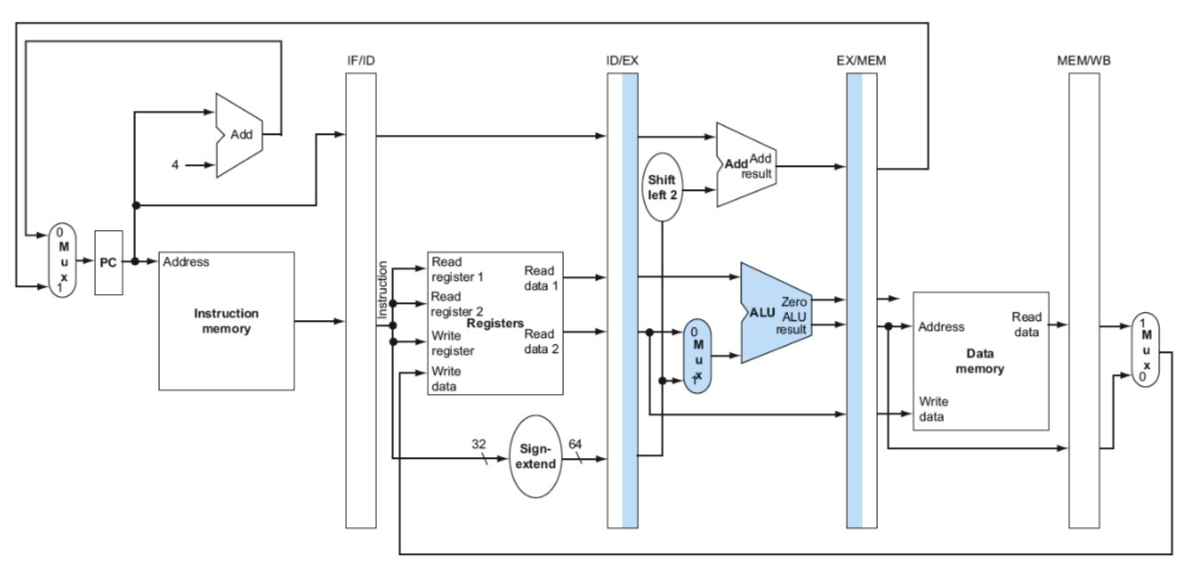 IF/ID
ID/EX
EX/MEM
MEM/WB
Add
4
Add Add
result
Shift
left 2
0
M
u
x
1
PC
Address
Instruction
memory
Instruction
Read
register 1
Read
register 2
Registers
Write
register
Write
data
Read
data 1
Read
data 2
0
M
u
x
1
ALU
Zero
ALU
result
Address
Read
data
Data
memory
Write
data
1
M
u
x
0
32
Sign-
extend
64